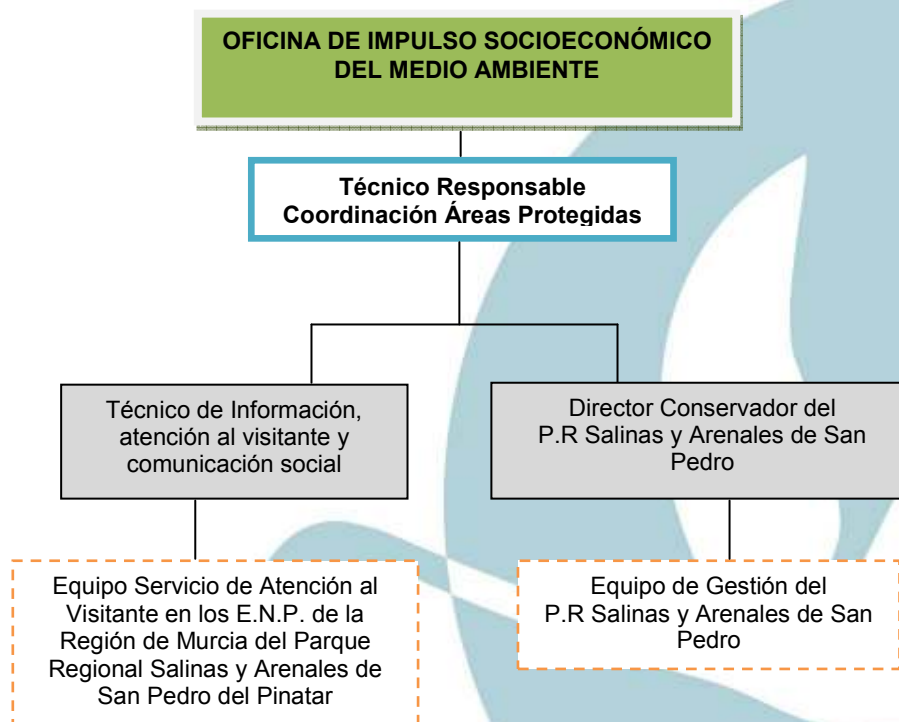 OFICINA DE IMPULSO SOCIOECONÓMICO
DEL MEDIO AMBIENTE
Técnico Responsable
Coordinación Áreas Protegidas
Técnico de Información,
atención al visitante y
comunicación social
Director Conservador del
P.R Salinas y Arenales de San
Pedro
Equipo Servicio de Atención al
Visitante en los E.N.P. de la
Región de Murcia del Parque
Regional Salinas y Arenales de
San Pedro del Pinatar
Equipo de Gestión del
P.R Salinas y Arenales de San
Pedro